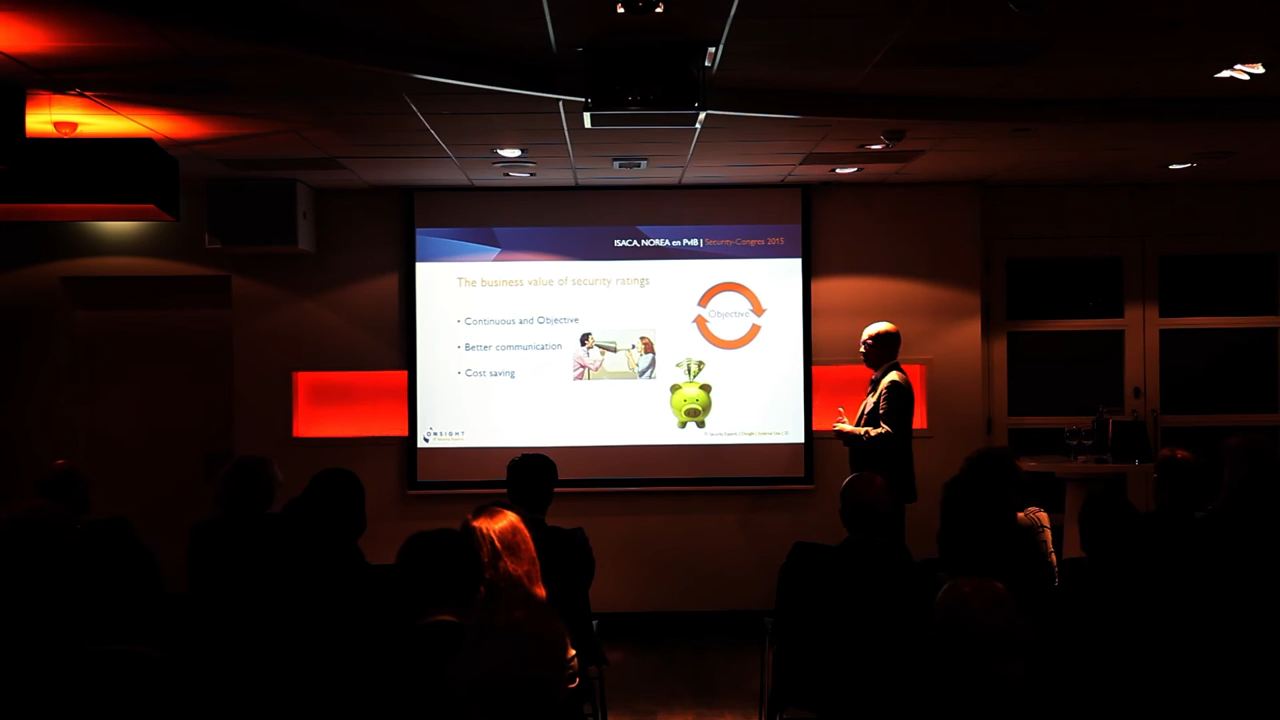 ISACA, NOREA en PvIB | Security-Congres 2015
The business value of security ratings
Objective
• Continuous and Objective
• Better communication
• Cost saving
ONSIGHT